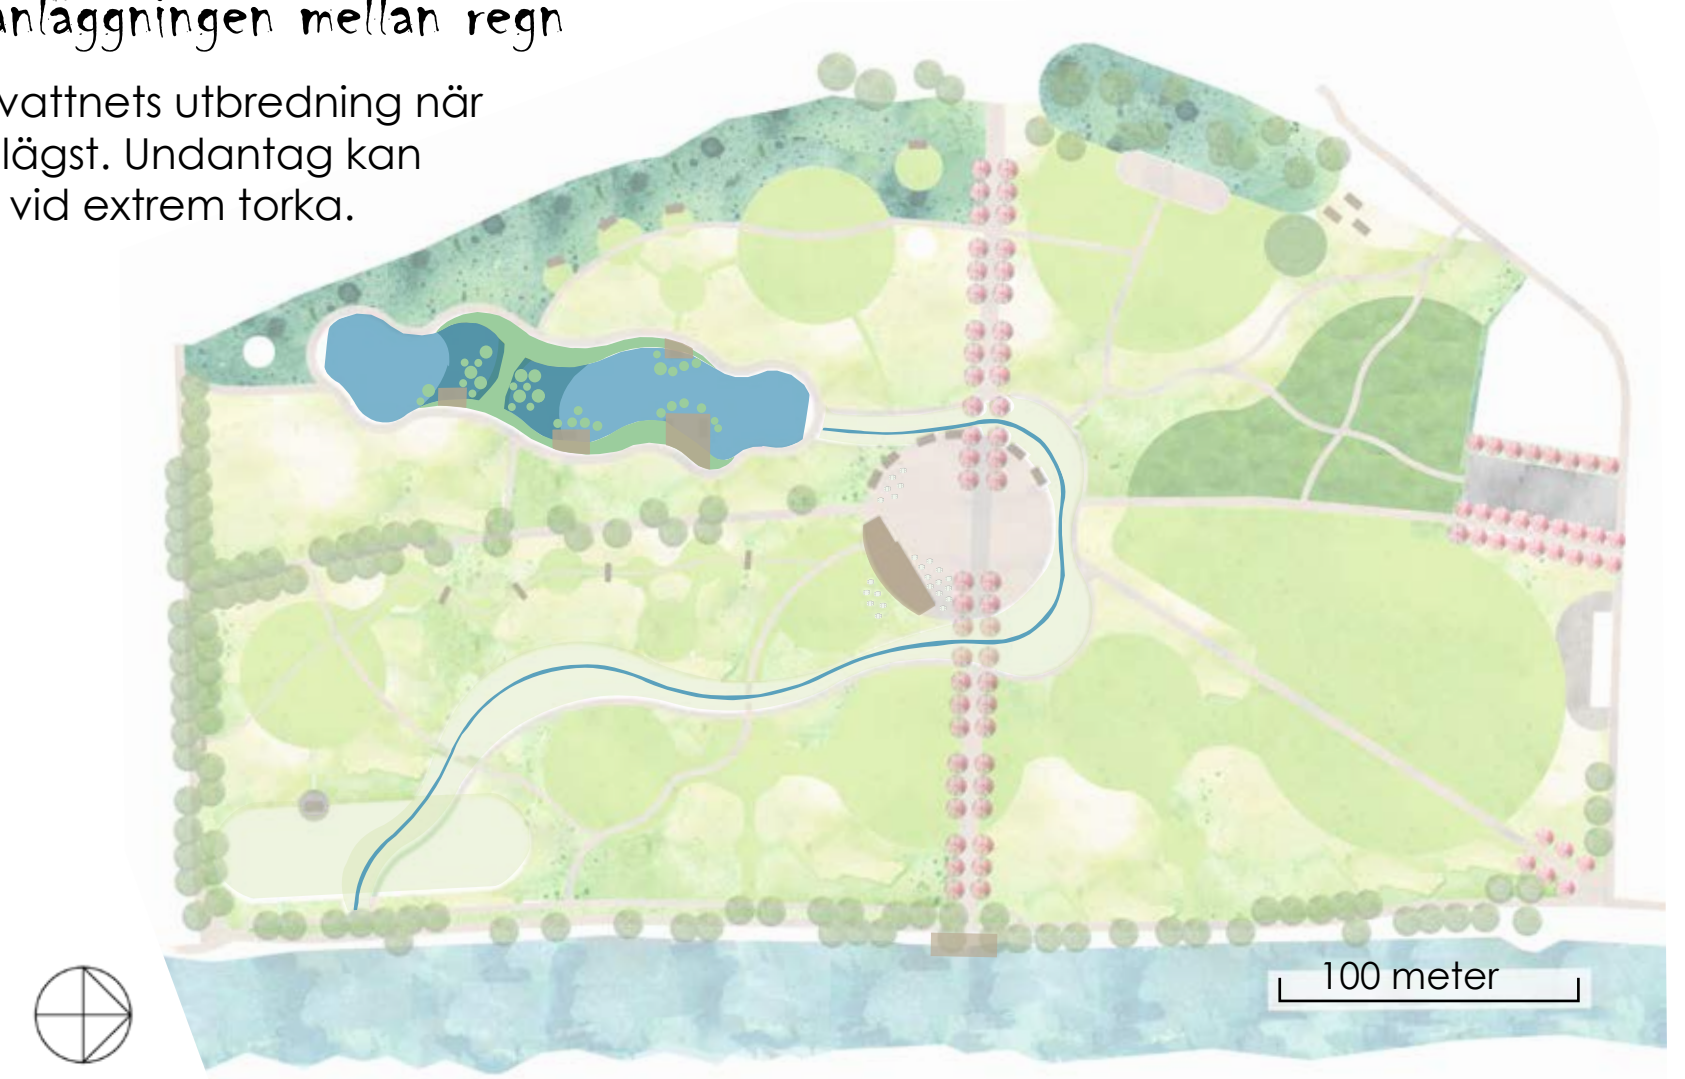 anläggningen mellan regn
vattnets utbredning när
lägst. Undantag kan
vid extrem torka.
100 meter